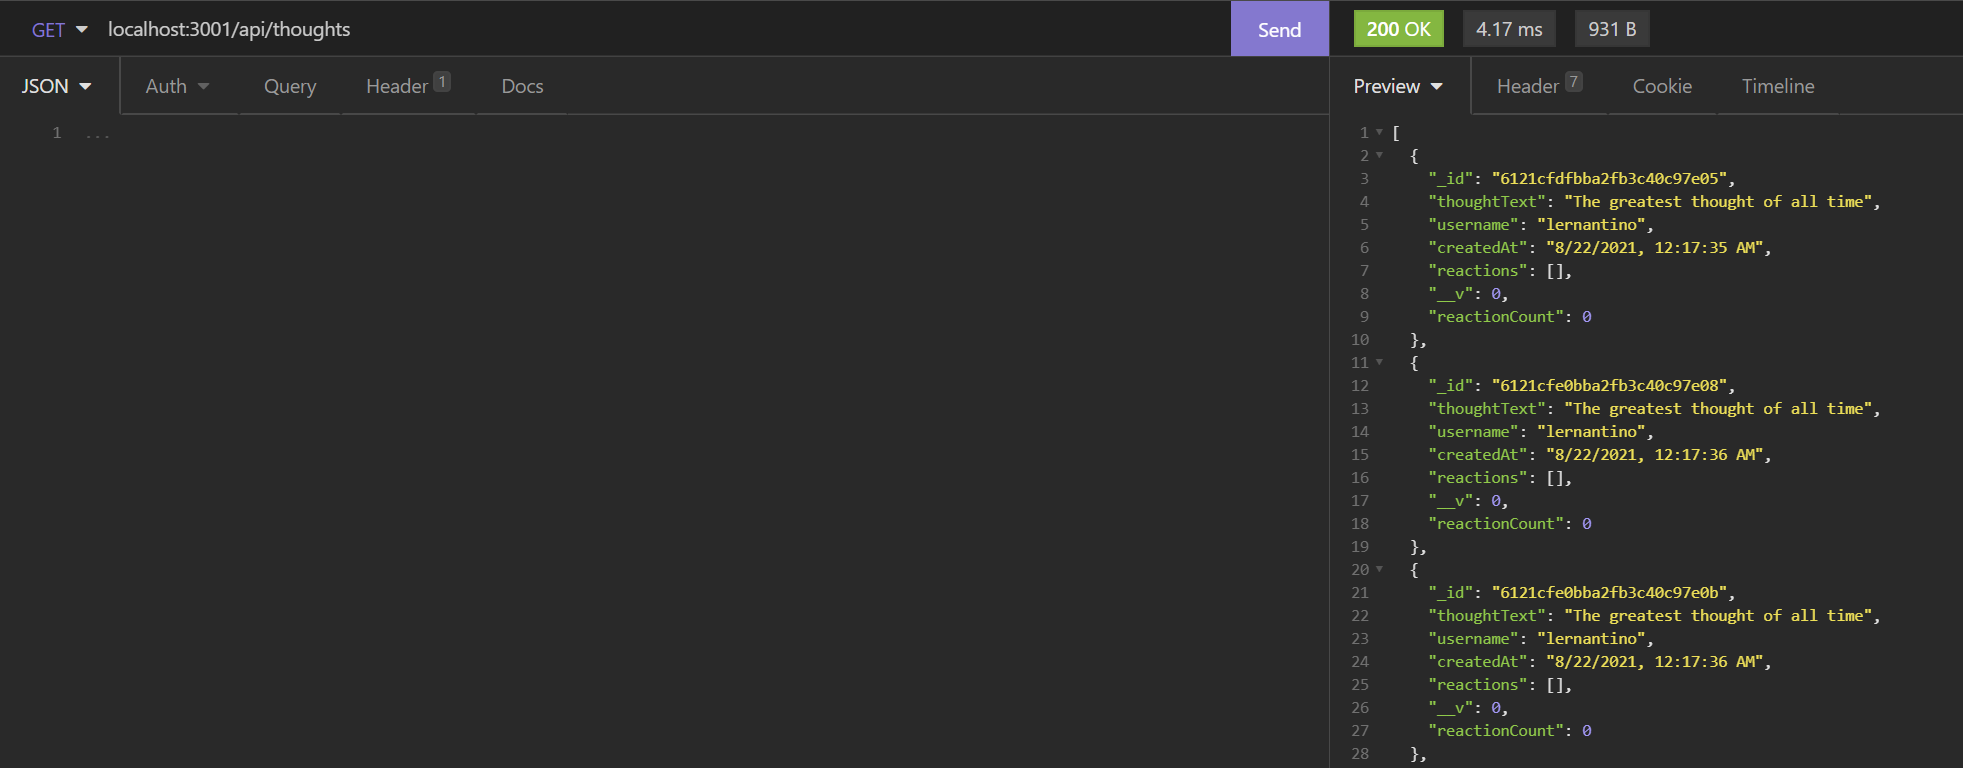 GET localhost:3001/api/thoughts Send 200 OK 4.17 ms 931 B
JSON Auth Query Header 1 Docs Preview Header 7 Cookie Timeline
1 ...
1 [
2 {
3 "_id": "6121cfdfbba2fb3c40c97e05",
4 "thoughtText": "The greatest thought of all time",
5 "username": "lernantino",
6 "createdAt": "8/22/2021, 12:17:35 AM",
7 "reactions": [],
8 "__v": 0,
9 "reactionCount": 0
10 },
11 {
12 "_id": "6121cfe0bba2fb3c40c97e08",
13 "thoughtText": "The greatest thought of all time",
14 "username": "lernantino",
15 "createdAt": "8/22/2021, 12:17:36 AM",
16 "reactions": [],
17 "__v": 0,
18 "reactionCount": 0
19 },
20 {
21 "_id": "6121cfe0bba2fb3c40c97e0b",
22 "thoughtText": "The greatest thought of all time",
23 "username": "lernantino",
24 "createdAt": "8/22/2021, 12:17:36 AM",
25 "reactions": [],
26 "__v": 0,
27 "reactionCount": 0
28 },